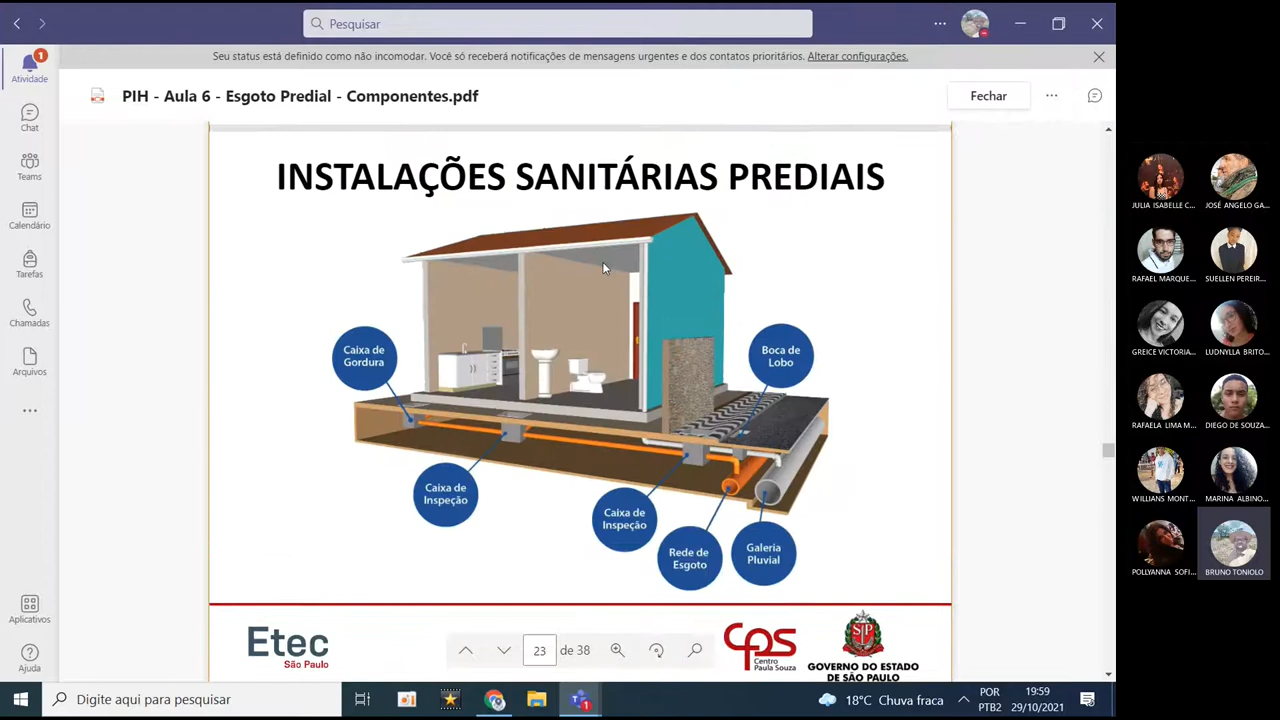 Pesquisar
Seu status está definido como não incomodar. Você só receberá notificações de mensagens urgentes e dos contatos prioritários. Alterar configurações.
1
Atividade
Chat
Teams
Calendário
Tarefas
Chamadas
Arquivos
Aplicativos
Ajuda
PIH - Aula 6 - Esgoto Predial - Componentes.pdf
Fechar
INSTALAÇÕES SANITÁRIAS PREDIAIS
Caixa de
Gordura
Boca de
Lobo
Caixa de
Inspeção
Caixa de
Inspeção
Rede de
Esgoto
Galeria
Pluvial
Etec
São Paulo
23 de 38
CPS
Centro
Paula Souza
SP
GOVERNO DO ESTADO
DE SÃO PAULO
JULIA ISABELLE C...
JOSÉ ANGELO GA...
RAFAEL MARQUE...
SUELLEN PEREIR...
GREICE VICTORIA...
LUDNYLLA BRITO...
RAFAELA LIMA M...
DIEGO DE SOUZA...
WILLIANS MONT...
MARINA ALBINO...
POLLYANNA SOFI...
BRUNO TONIOLO
Digite aqui para pesquisar
1
18°C Chuva fraca
POR
PTB2
19:59
29/10/2021